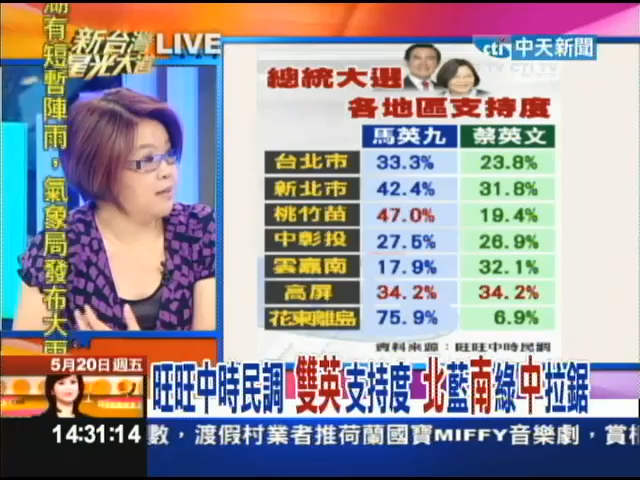 湖有短暫陣雨，氣象局發布大
新台灣
星光大道
LIVE
cti 中天新聞
CTI TV
總統大選
各地區支持度
馬英九 蔡英文
台北市 33.3% 23.8%
新北市 42.4% 31.8%
桃竹苗 47.0% 19.4%
中彰投 27.5% 26.9%
雲嘉南 17.9% 32.1%
高屏 34.2% 34.2%
花東離島 75.9% 6.9%
資料來源：旺旺中時民調
5月20日週五
旺旺中時民調 雙英支持度 北藍南綠中拉鋸
14:31:14
數，渡假村業者推荷蘭國寶MIFFY音樂劇，賞